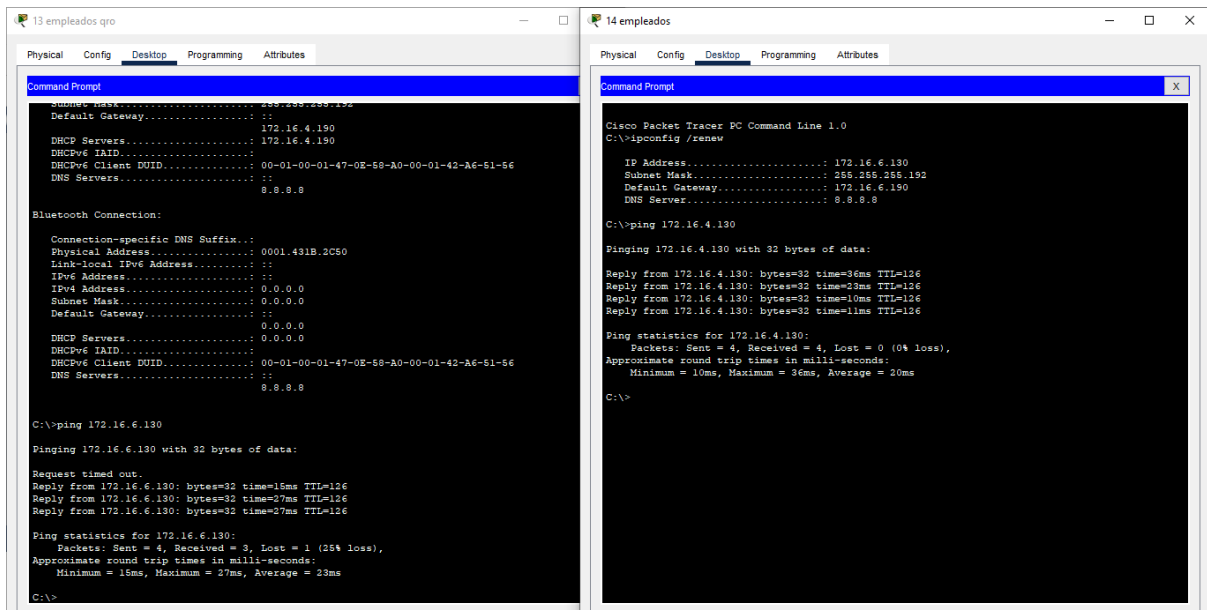 13 empleados qro
Physical Config Desktop Programming Attributes
Command Prompt
Subnet Mask......................: 255.255.255.192
Default Gateway.................: ::
172.16.4.190
DHCP Servers.....................: 172.16.4.190
DHCPv6 IAID......................:
DHCPv6 Client DUID..............: 00-01-00-01-47-0E-58-A0-00-01-42-A6-51-56
DNS Servers......................: ::
8.8.8.8
Bluetooth Connection:
Connection-specific DNS Suffix..:
Physical Address................: 0001.431B.2C50
Link-local IPv6 Address.........: ::
IPv6 Address.....................: ::
IPv4 Address.....................: 0.0.0.0
Subnet Mask......................: 0.0.0.0
Default Gateway.................: ::
0.0.0.0
DHCP Servers.....................: 0.0.0.0
DHCPv6 IAID......................:
DHCPv6 Client DUID..............: 00-01-00-01-47-0E-58-A0-00-01-42-A6-51-56
DNS Servers......................: ::
8.8.8.8
C:\>ping 172.16.6.130
Pinging 172.16.6.130 with 32 bytes of data:
Request timed out.
Reply from 172.16.6.130: bytes=32 time=15ms TTL=126
Reply from 172.16.6.130: bytes=32 time=27ms TTL=126
Reply from 172.16.6.130: bytes=32 time=27ms TTL=126
Ping statistics for 172.16.6.130:
Packets: Sent = 4, Received = 3, Lost = 1 (25% loss),
Approximate round trip times in milli-seconds:
Minimum = 15ms, Maximum = 27ms, Average = 23ms
C:\>
14 empleados
Physical Config Desktop Programming Attributes
Command Prompt
X
Cisco Packet Tracer PC Command Line 1.0
C:\>ipconfig /renew
IP Address......................: 172.16.6.130
Subnet Mask.....................: 255.255.255.192
Default Gateway.................: 172.16.6.190
DNS Server......................: 8.8.8.8
C:\>ping 172.16.4.130
Pinging 172.16.4.130 with 32 bytes of data:
Reply from 172.16.4.130: bytes=32 time=36ms TTL=126
Reply from 172.16.4.130: bytes=32 time=23ms TTL=126
Reply from 172.16.4.130: bytes=32 time=10ms TTL=126
Reply from 172.16.4.130: bytes=32 time=11ms TTL=126
Ping statistics for 172.16.4.130:
Packets: Sent = 4, Received = 4, Lost = 0 (0% loss),
Approximate round trip times in milli-seconds:
Minimum = 10ms, Maximum = 36ms, Average = 20ms
C:\>